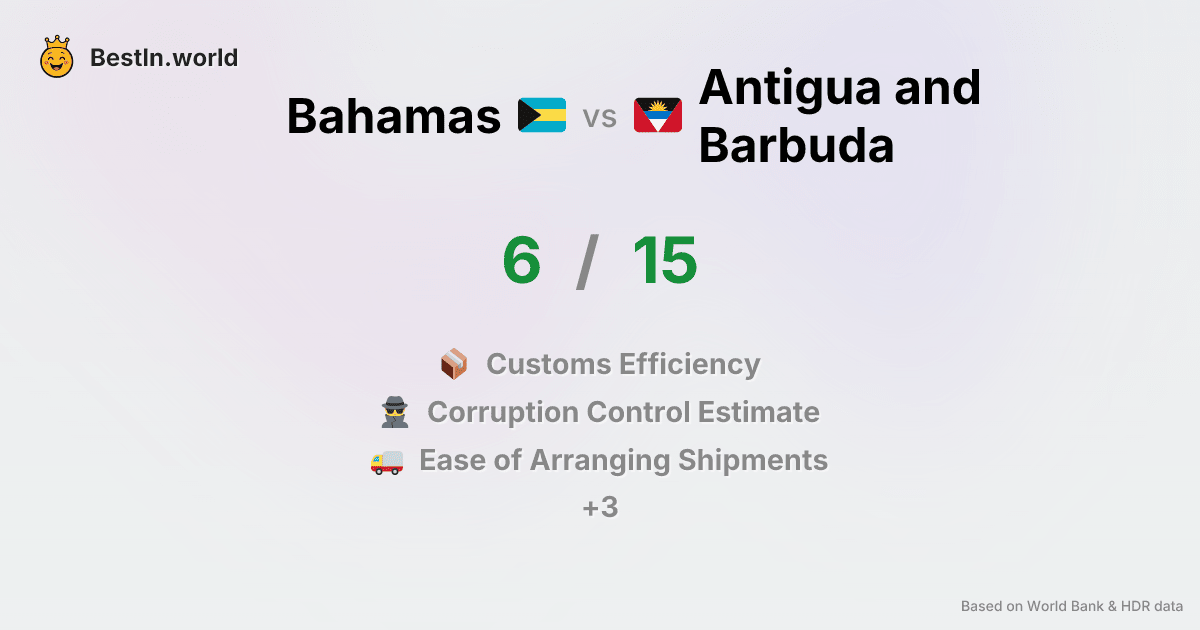 BestIn.world
Bahamas vs Antigua and
Barbuda
6 / 15
Customs Efficiency
Corruption Control Estimate
Ease of Arranging Shipments
+3
Based on World Bank & HDR data